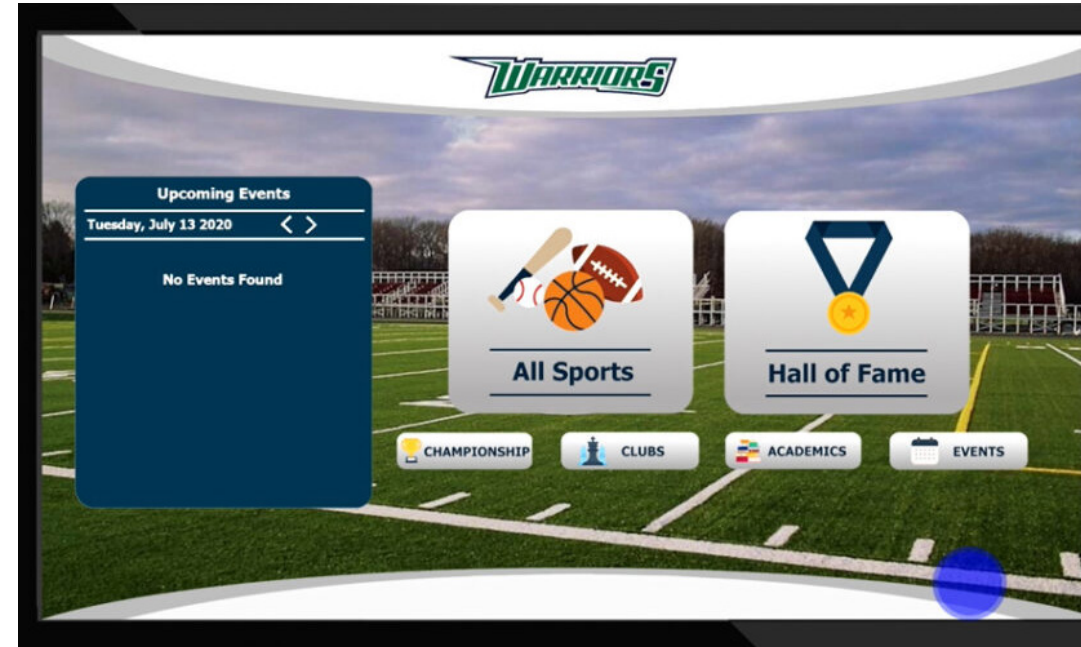 WARRIORS
Upcoming Events
Tuesday, July 13 2020
No Events Found
All Sports
Hall of Fame
CHAMPIONSHIP
CLUBS
ACADEMICS
EVENTS